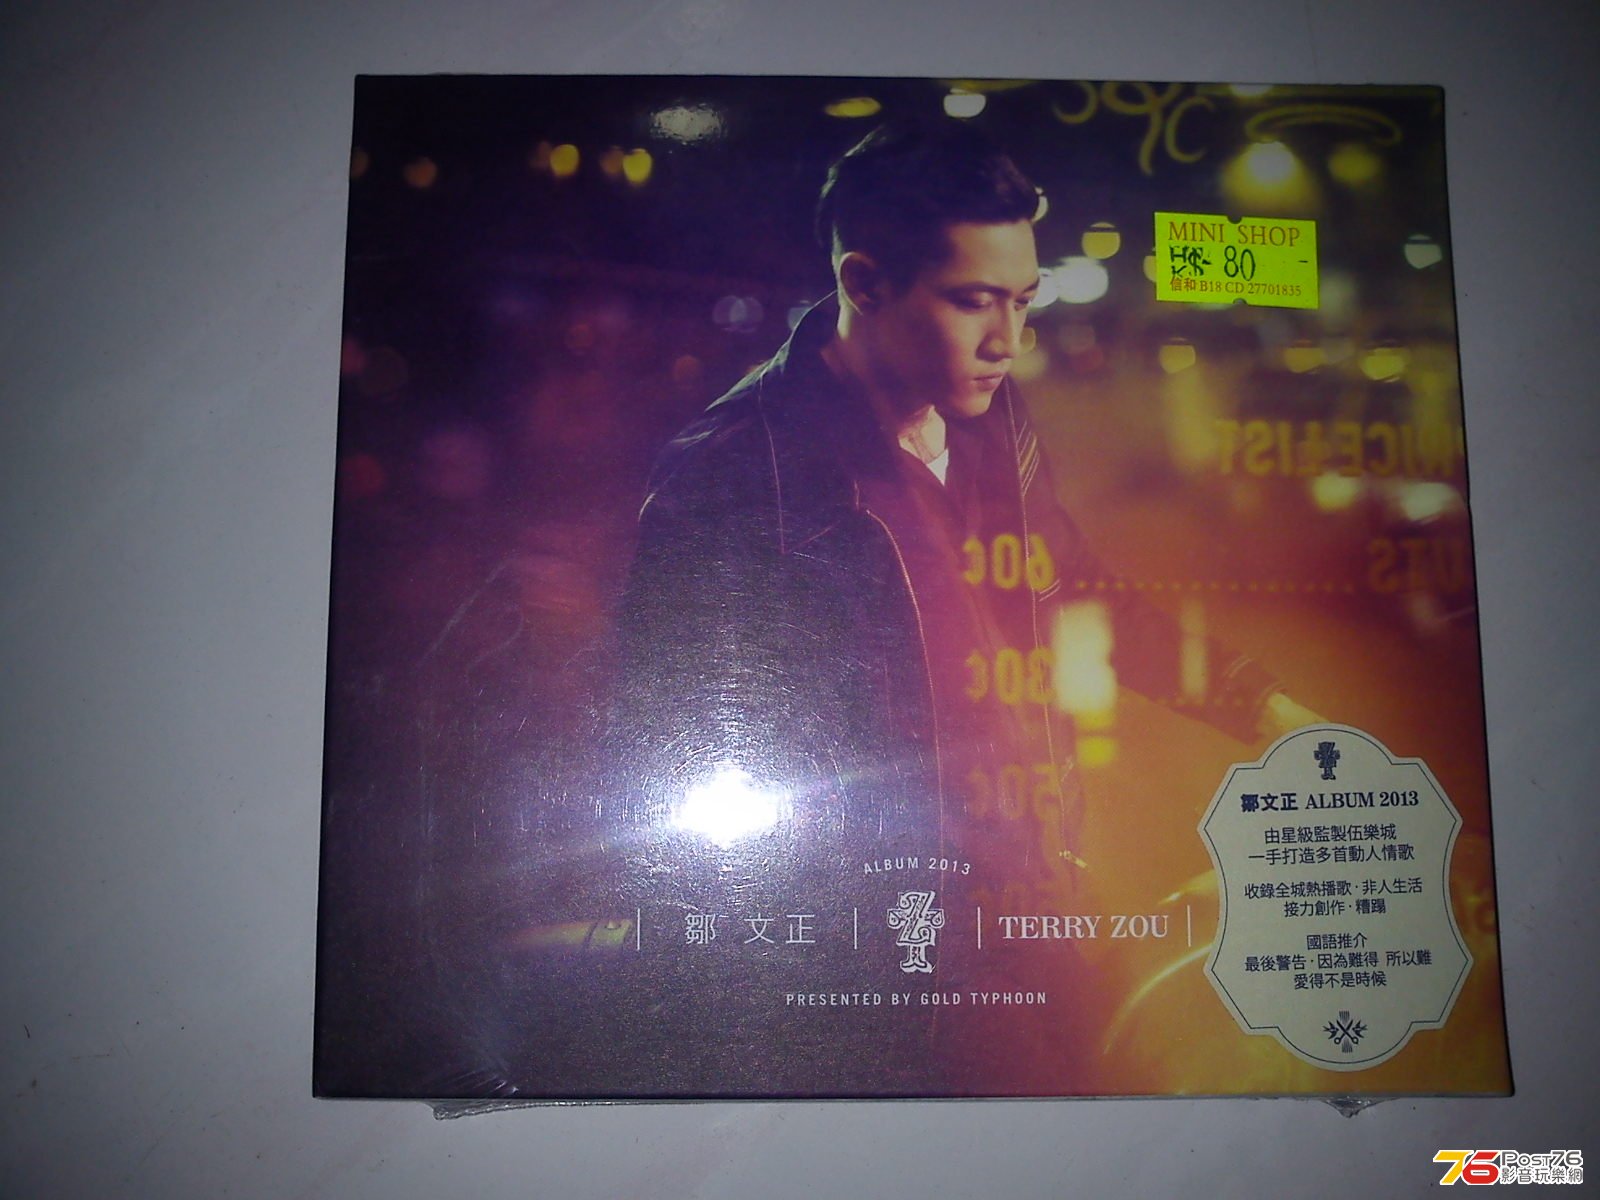 MINI SHOP
80
信和 B18 CD 27701835
60¢
30¢
50¢
ALBUM 2013
鄒 文正
TERRY ZOU
PRESENTED BY GOLD TYPHOON
鄒文正 ALBUM 2013
由星級監製伍樂城
一手打造多首動人情歌
收錄全城熱播歌·非人生活
接力創作·糟蹋
國語推介
最後警告·因為難得 所以難
愛得不是時候
76 Post76
影音玩樂網